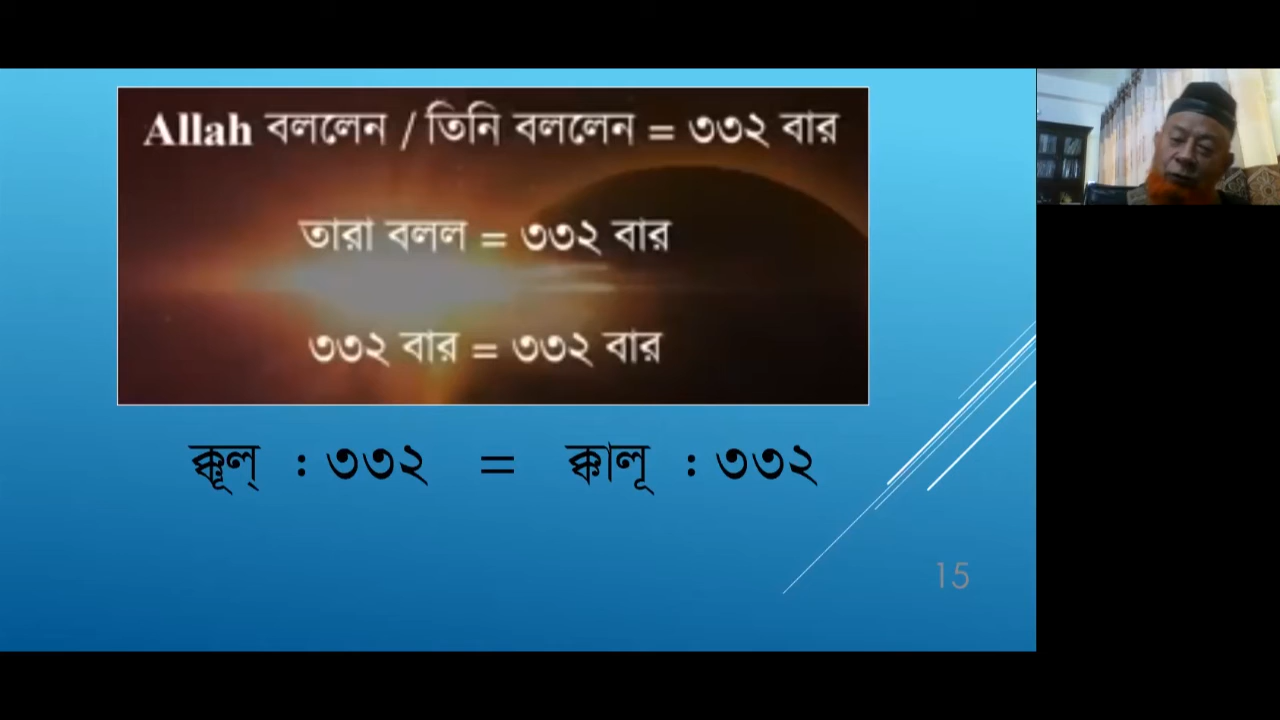 Allah বললেন / তিনি বললেন = ৩৩২ বার
তারা বলল = ৩৩২ বার
৩৩২ বার = ৩৩২ বার
ক্কূল্ : ৩৩২ = ক্কালূ : ৩৩২
15